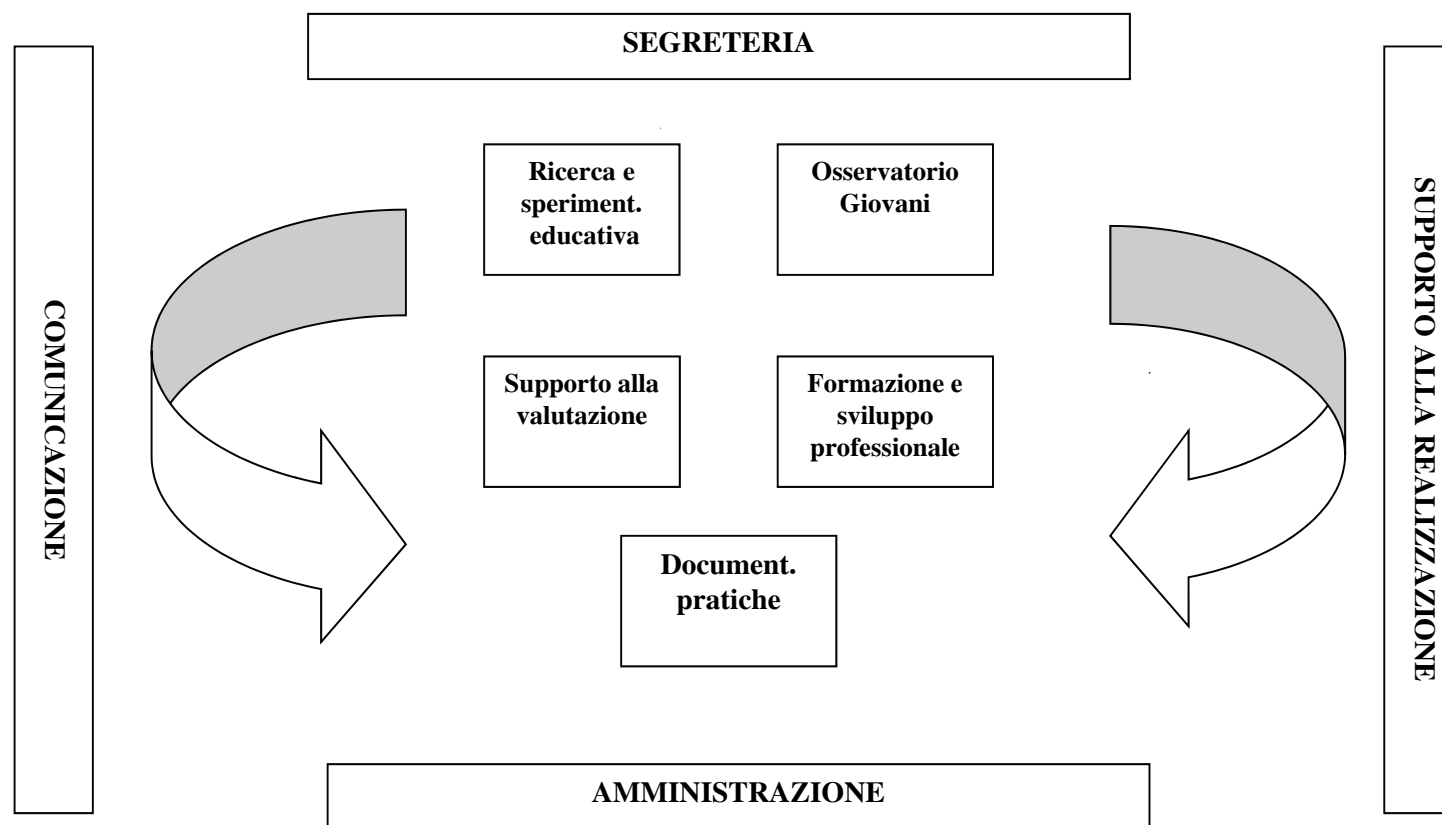 SEGRETERIA
COMUNICAZIONE
Ricerca e
speriment.
educativa
Osservatorio
Giovani
Supporto alla
valutazione
Formazione e
sviluppo
professionale
Document.
pratiche
SUPPORTO ALLA REALIZZAZIONE
AMMINISTRAZIONE